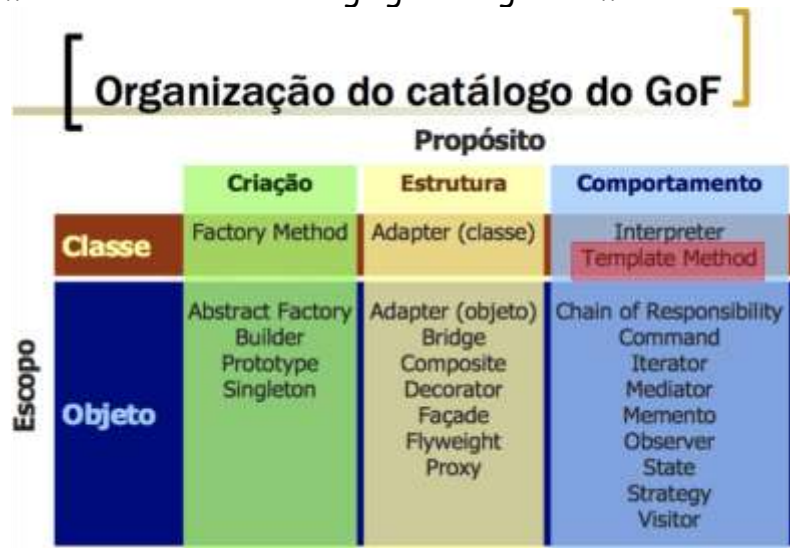 Organização do catálogo do GoF
Propósito
Criação Estrutura Comportamento
Classe Factory Method Adapter (classe) Interpreter
Template Method
Escopo
Objeto
Abstract Factory Adapter (objeto) Chain of Responsibility
Builder Bridge Command
Prototype Composite Iterator
Singleton Decorator Mediator
Façade Memento
Flyweight Observer
Proxy State
Strategy
Visitor